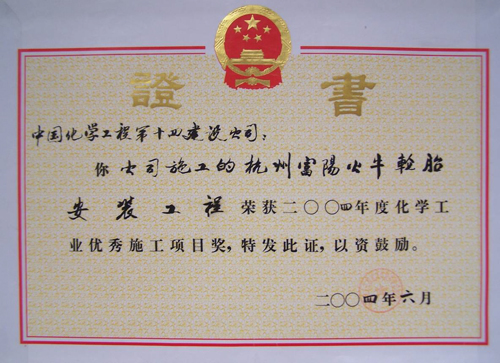 證書
中国化学工程第十四建设公司：
你公司施工的杭州富陽火牛輪胎
安装工程荣获二〇〇四年度化学工
业优秀施工项目奖，特发此证，以资鼓励。
二〇〇四年六月